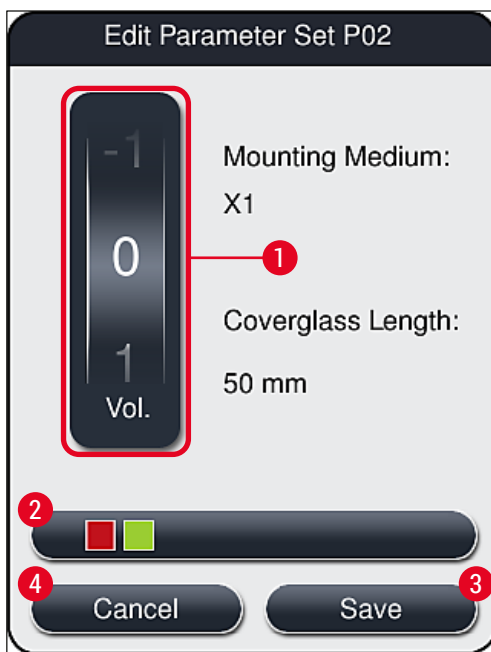 Edit Parameter Set P02
-1
0
1
Vol.
1
Mounting Medium:
X1
Coverglass Length:
50 mm
2
4
Cancel
3
Save